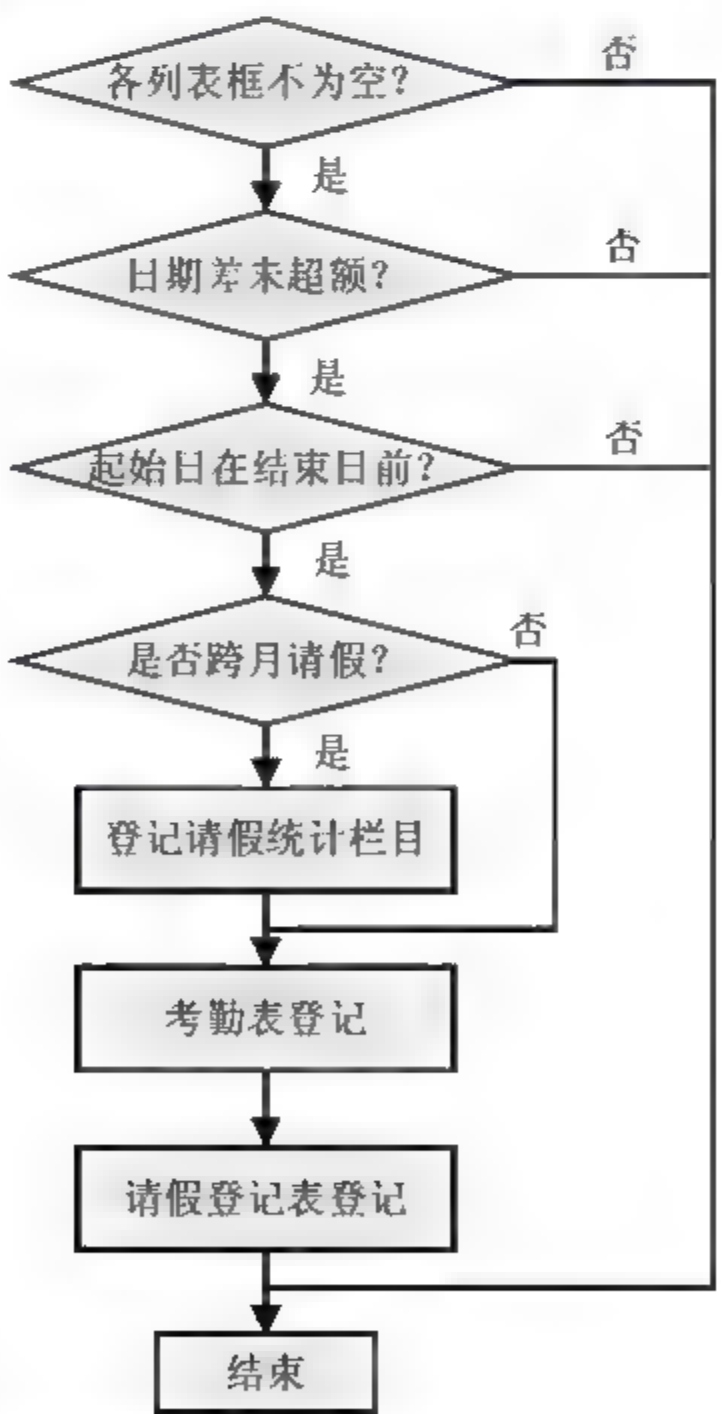 各列表框不为空?
否
是
日期差未超额?
否
是
起始日在结束日前?
否
是
是否跨月请假?
否
是
登记请假统计栏目
考勤表登记
请假登记表登记
结束